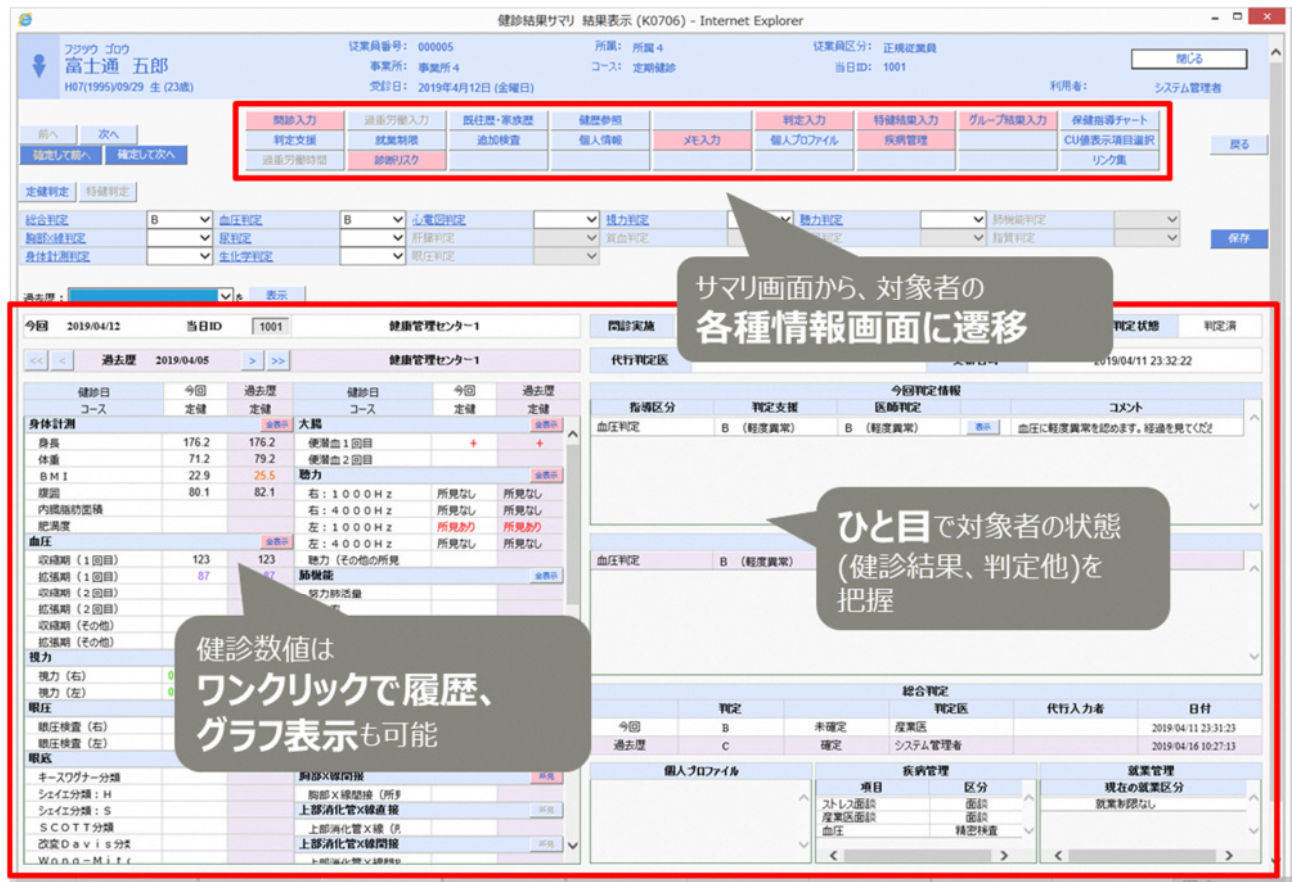 健診結果サマリ 結果表示 (K0706) - Internet Explorer
フジツウ ゴロウ
富士通 五郎
H07(1995)/09/29 生 (23歳)
従業員番号： 000005
事業所： 事業所４
受診日： 2019年4月12日 (金曜日)
所属： 所属４
コース： 定期健診
従業員区分： 正規従業員
当日ID： 1001
閉じる
利用者： システム管理者
前へ 次へ
確定して前へ 確定して次へ
問診入力 過重労働入力 既往歴・家族歴 健歴参照 判定入力 特健結果入力 グループ結果入力 保健指導チャート
判定支援 就業制限 追加検査 個人情報 メモ入力 個人プロファイル 疾病管理 CU値表示項目選択
過重労働時間 診断リスク リンク集
戻る
定健判定 特健判定
総合判定 B 血圧判定 B 心電図判定 視力判定 聴力判定 肺機能判定
胸部X線判定 尿判定 肝臓判定 貧血判定 脂質判定
身体計測判定 生化学判定 眼圧判定
保存
過去歴： を 表示
サマリ画面から、対象者の
各種情報画面に遷移
今回 2019/04/12 当日ID 1001 健康管理センター1
<< < 過去歴 2019/04/05 > >> 健康管理センター1
問診実施 判定状態 判定済
代行判定医 2019/04/11 23:32:22
健診日 今回 過去歴 健診日 今回 過去歴
コース 定健 定健 コース 定健 定健
身体計測 全表示 大腸 全表示
身長 176.2 176.2 便潜血１回目 + +
体重 71.2 79.2 便潜血２回目
ＢＭＩ 22.9 25.5 聴力 全表示
腹囲 80.1 82.1 右：１０００Ｈｚ 所見なし 所見なし
内臓脂肪面積 右：４０００Ｈｚ 所見なし 所見なし
肥満度 左：１０００Ｈｚ 所見あり 所見あり
血圧 全表示 左：４０００Ｈｚ 所見なし 所見なし
収縮期（１回目） 123 123 聴力（その他の所見
拡張期（１回目） 87 87 肺機能 全表示
収縮期（２回目） 努力肺活量
拡張期（２回目）
収縮期（その他）
拡張期（その他）
視力
視力（右）
視力（左）
眼圧
眼圧検査（右）
眼圧検査（左）
眼底
キースワグナー分類
シェイエ分類：Ｈ
シェイエ分類：Ｓ
ＳＣＯＴＴ分類
改変Ｄａｖｉｓ分類
Ｗｏｎｇ－Ｍｉｔｃ
健診数値は
ワンクリックで履歴、
グラフ表示も可能
胸部X線間接 所見
胸部Ｘ線間接（所見
上部消化管X線直接 所見
上部消化管Ｘ線（所
上部消化管X線間接 所見
今回判定情報
指導区分 判定支援 医師判定 コメント
血圧判定 B （軽度異常） B （軽度異常） 表示 血圧に軽度異常を認めます。経過を見てくださ
ひと目で対象者の状態
(健診結果、判定他)を
把握
血圧判定 B （軽度異常）
総合判定
判定 判定医 代行入力者 日付
今回 B 未確定 産業医 2019/04/11 23:31:23
過去歴 C 確定 システム管理者 2019/04/16 10:27:13
個人プロファイル 疾病管理 就業管理
項目 区分 現在の就業区分
ストレス面談 面談 就業制限なし
産業医面談 面談
血圧 精密検査